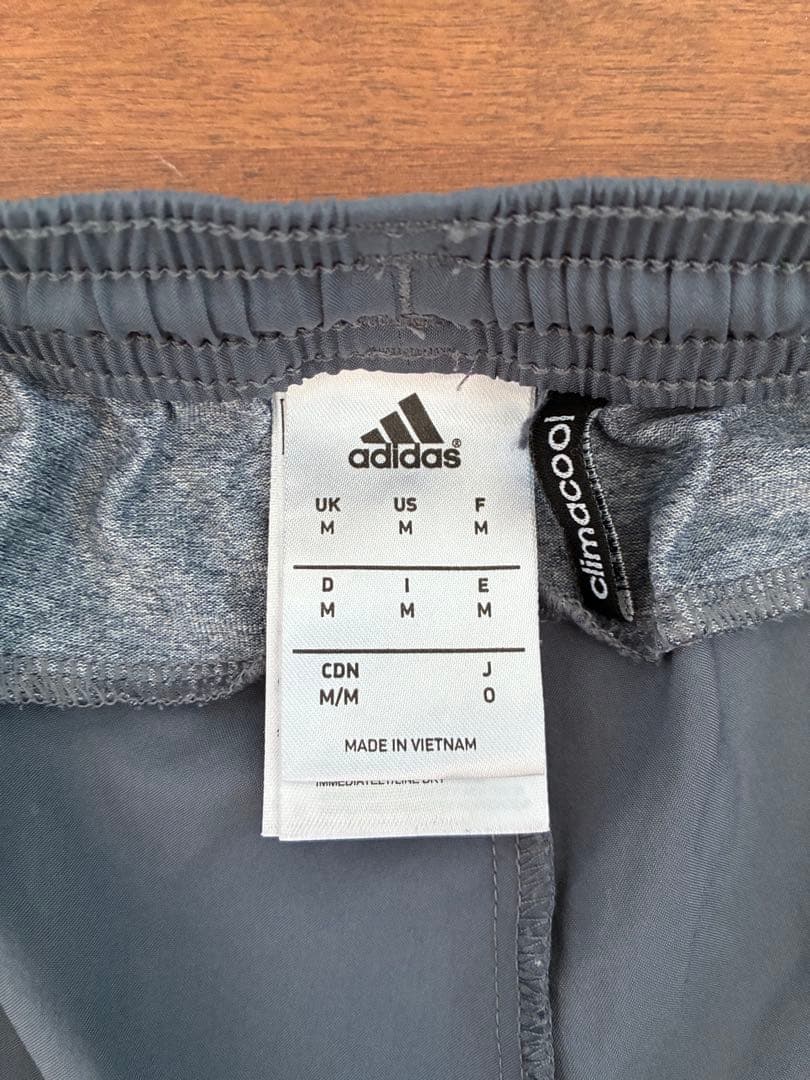 adidas®
UK US F
M M M
D I E
M M M
CDN J
M/M O
MADE IN VIETNAM
climacool